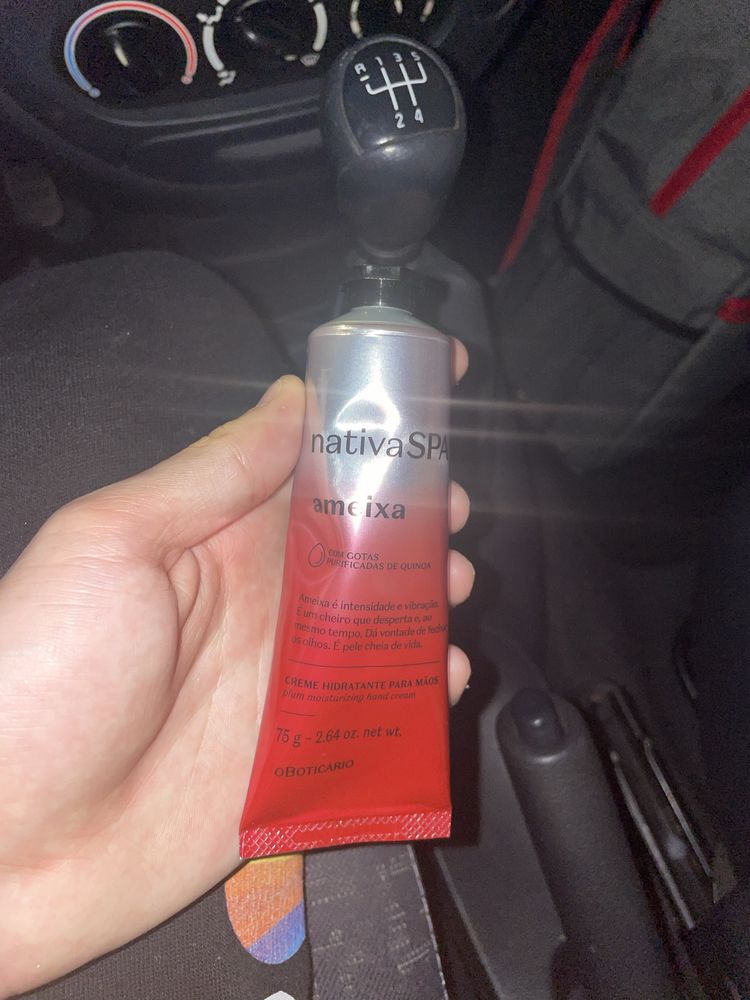 R 1 3 5
2 4
nativaSPA
ameixa
COM GOTAS
PURIFICADAS DE QUINOA
Ameixa é intensidade e vibração.
É um cheiro que desperta e, ao
mesmo tempo, Dá vontade de fechar
os olhos. É pele cheia de vida.
CREME HIDRATANTE PARA MÃOS
plum moisturizing hand cream
75 g – 2.64 oz. net wt.
OBOTICÁRIO